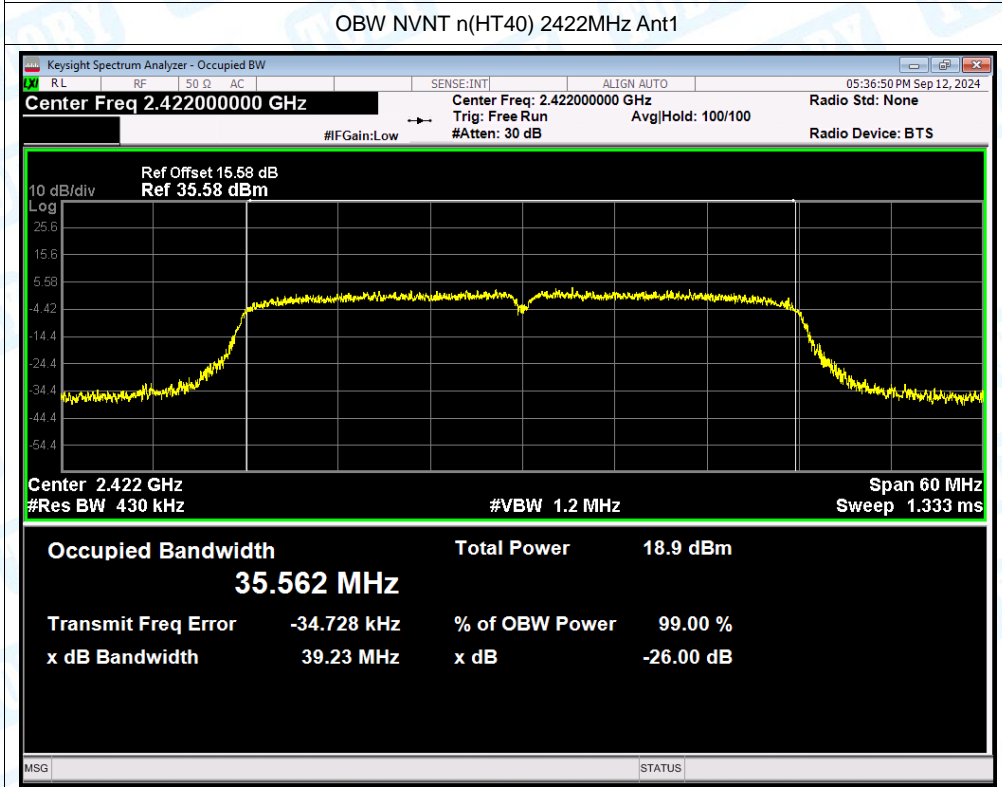 OBW NVNT n(HT40) 2422MHz Ant1
Keysight Spectrum Analyzer - Occupied BW
LXI RL RF 50 Ω AC SENSE:INT ALIGN AUTO 05:36:50 PM Sep 12, 2024
Center Freq 2.422000000 GHz Center Freq: 2.422000000 GHz Radio Std: None
Trig: Free Run Avg|Hold: 100/100
#IFGain:Low #Atten: 30 dB Radio Device: BTS
Ref Offset 15.58 dB
10 dB/div Ref 35.58 dBm
Log
25.6
15.6
5.58
-4.42
-14.4
-24.4
-34.4
-44.4
-54.4
Center 2.422 GHz Span 60 MHz
#Res BW 430 kHz #VBW 1.2 MHz Sweep 1.333 ms
Occupied Bandwidth Total Power 18.9 dBm
35.562 MHz
Transmit Freq Error -34.728 kHz % of OBW Power 99.00 %
x dB Bandwidth 39.23 MHz x dB -26.00 dB
MSG STATUS